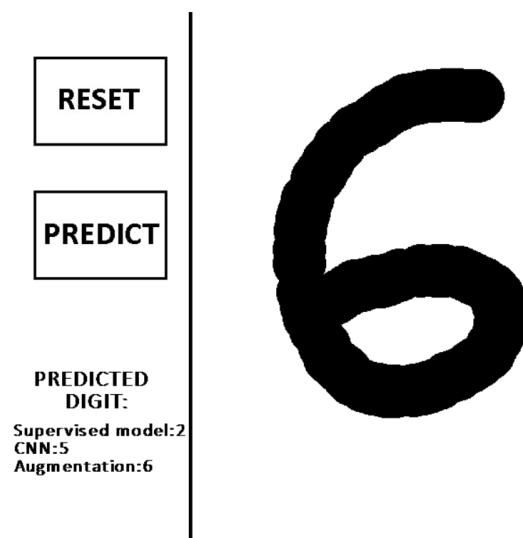 RESET
PREDICT
PREDICTED
DIGIT:
Supervised model:2
CNN:5
Augmentation:6
6